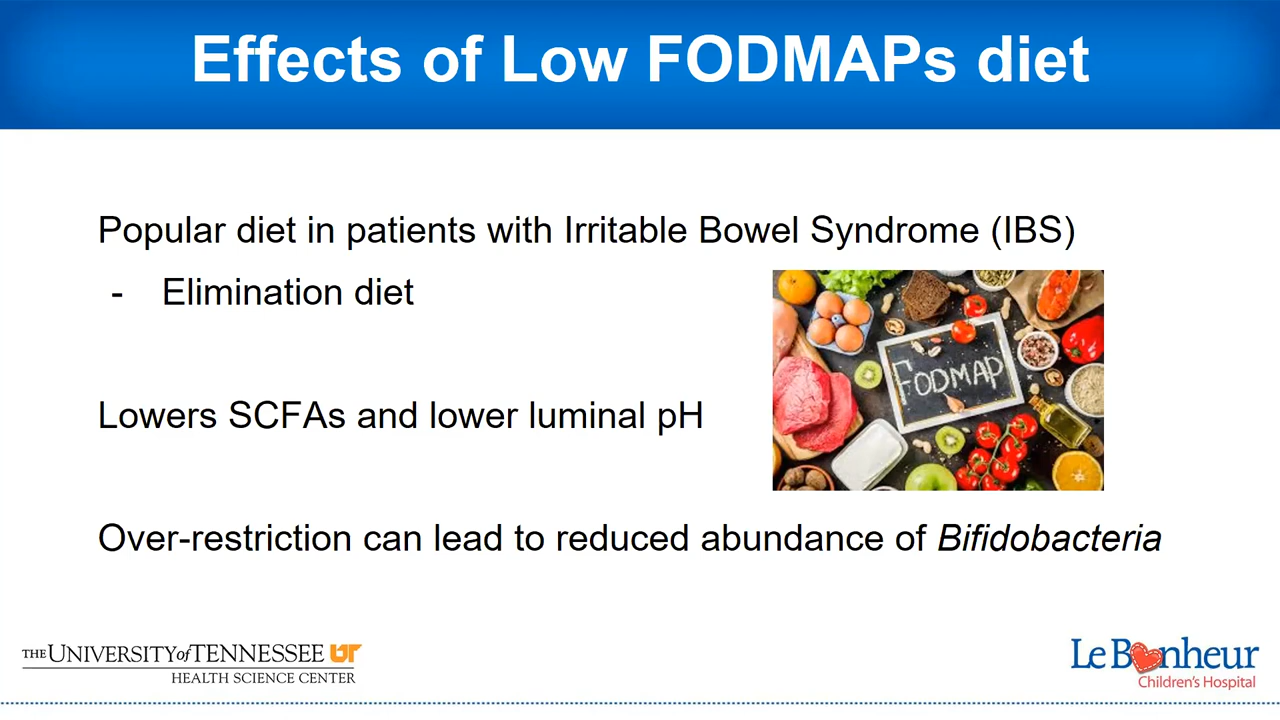 Effects of Low FODMAPs diet
Popular diet in patients with Irritable Bowel Syndrome (IBS)
- Elimination diet
FODMAP
Lowers SCFAs and lower luminal pH
Over-restriction can lead to reduced abundance of Bifidobacteria
THE UNIVERSITY of TENNESSEE UT
HEALTH SCIENCE CENTER
Le Bonheur
Children's Hospital